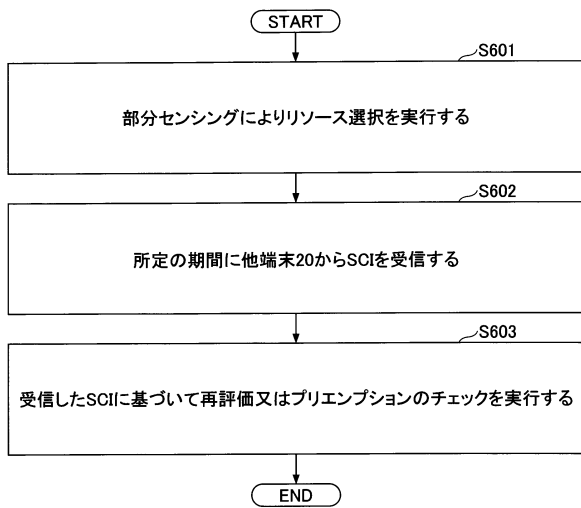 START
S601
部分センシングによりリソース選択を実行する
S602
所定の期間に他端末20からSCIを受信する
S603
受信したSCIに基づいて再評価又はプリエンプションのチェックを実行する
END